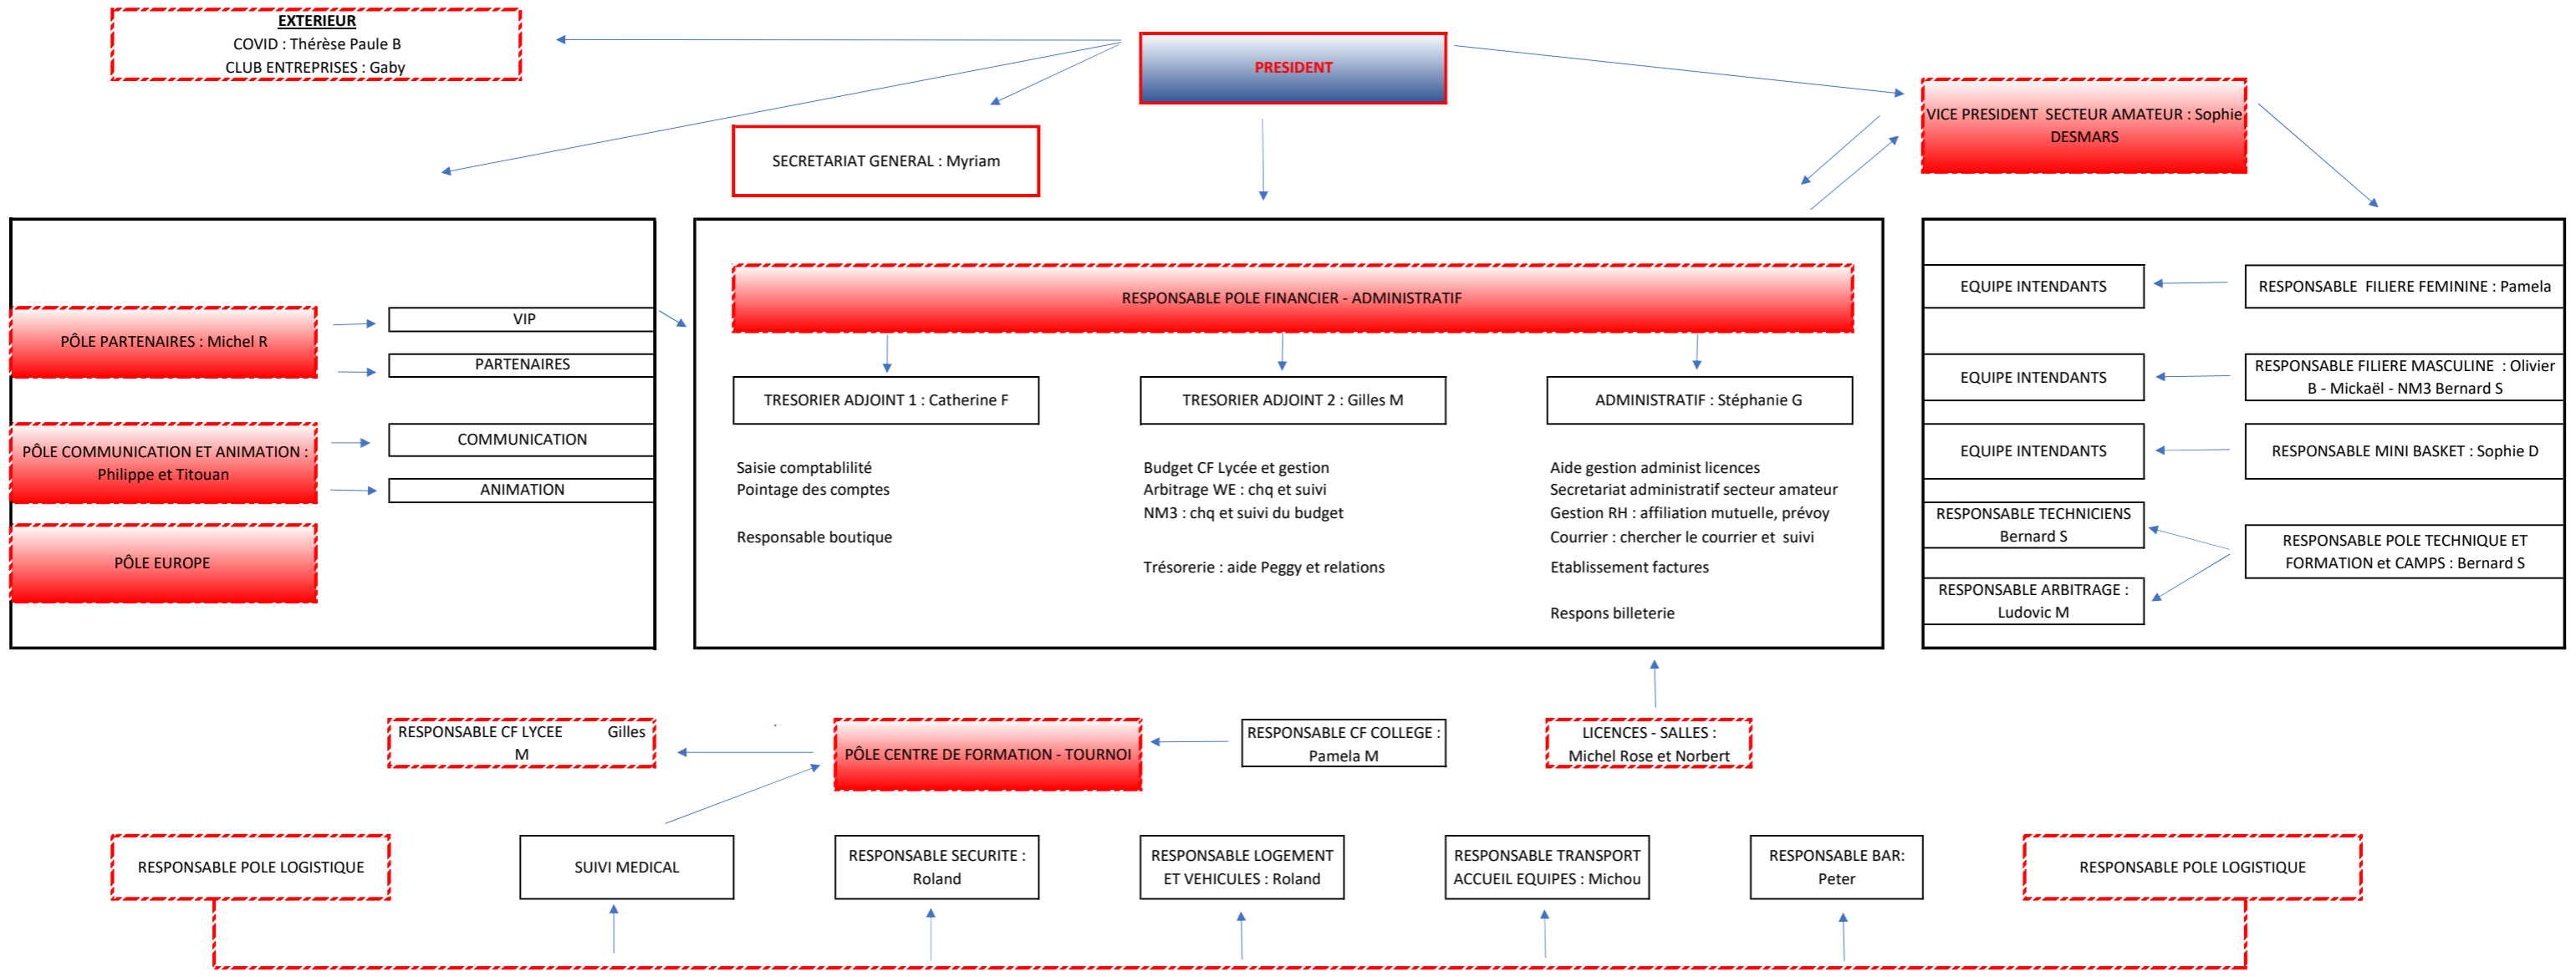 EXTERIEUR
COVID : Thérèse Paule B
CLUB ENTREPRISES : Gaby
PRESIDENT
VICE PRESIDENT  SECTEUR AMATEUR : Sophie
DESMARS
SECRETARIAT GENERAL : Myriam
PÔLE PARTENAIRES : Michel R
VIP
PARTENAIRES
PÔLE COMMUNICATION ET ANIMATION :
Philippe et Titouan
COMMUNICATION
ANIMATION
PÔLE EUROPE
RESPONSABLE POLE FINANCIER - ADMINISTRATIF
TRESORIER ADJOINT 1 : Catherine F
Saisie comptablilité
Pointage des comptes
Responsable boutique
TRESORIER ADJOINT 2 : Gilles M
Budget CF Lycée et gestion
Arbitrage WE : chq et suivi
NM3 : chq et suivi du budget
Trésorerie : aide Peggy et relations
ADMINISTRATIF : Stéphanie G
Aide gestion administ licences
Secretariat administratif secteur amateur
Gestion RH : affiliation mutuelle, prévoy
Courrier : chercher le courrier et  suivi
Etablissement factures
Respons billeterie
EQUIPE INTENDANTS
RESPONSABLE  FILIERE FEMININE : Pamela
EQUIPE INTENDANTS
RESPONSABLE FILIERE MASCULINE  : Olivier
B - Mickaël - NM3 Bernard S
EQUIPE INTENDANTS
RESPONSABLE MINI BASKET : Sophie D
RESPONSABLE TECHNICIENS
Bernard S
RESPONSABLE POLE TECHNIQUE ET
FORMATION et CAMPS : Bernard S
RESPONSABLE ARBITRAGE :
Ludovic M
RESPONSABLE CF LYCEE Gilles
M
PÔLE CENTRE DE FORMATION - TOURNOI
RESPONSABLE CF COLLEGE :
Pamela M
LICENCES - SALLES :
Michel Rose et Norbert
RESPONSABLE POLE LOGISTIQUE
SUIVI MEDICAL
RESPONSABLE SECURITE :
Roland
RESPONSABLE LOGEMENT
ET VEHICULES : Roland
RESPONSABLE TRANSPORT
ACCUEIL EQUIPES : Michou
RESPONSABLE BAR:
Peter
RESPONSABLE POLE LOGISTIQUE